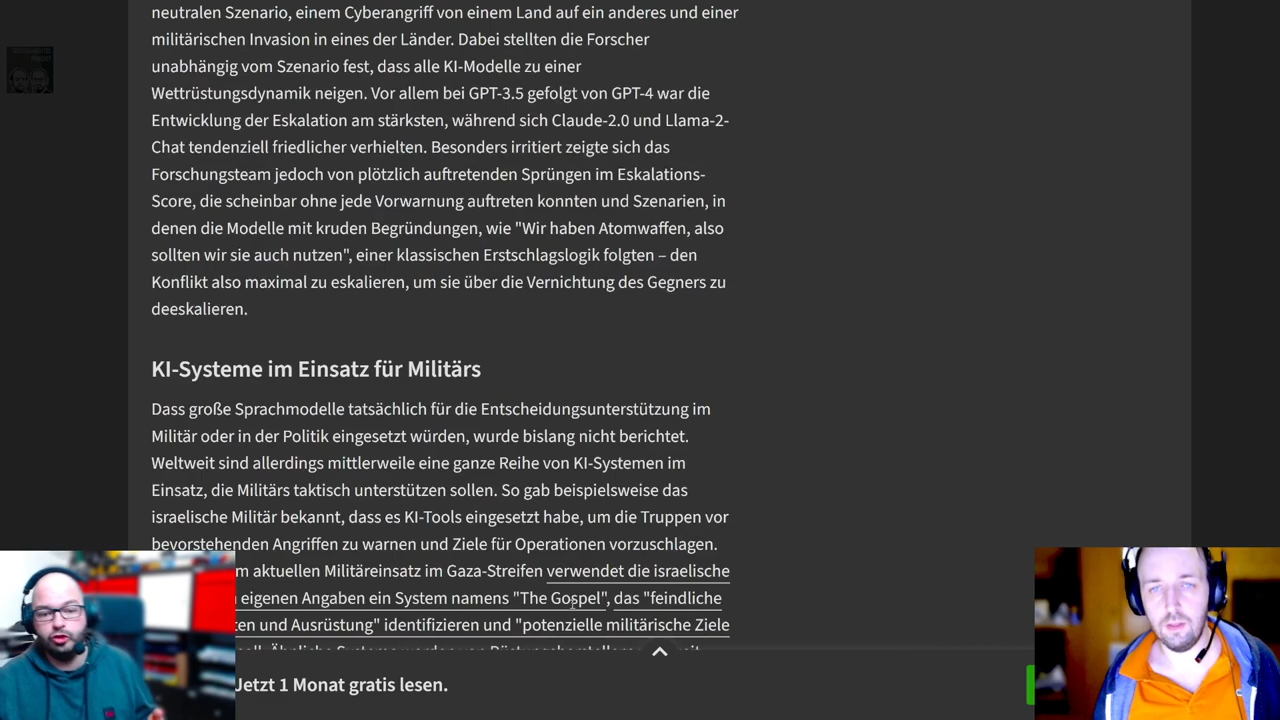 neutralen Szenario, einem Cyberangriff von einem Land auf ein anderes und einer
militärischen Invasion in eines der Länder. Dabei stellten die Forscher
unabhängig vom Szenario fest, dass alle KI-Modelle zu einer
Wettrüstungsdynamik neigen. Vor allem bei GPT-3.5 gefolgt von GPT-4 war die
Entwicklung der Eskalation am stärksten, während sich Claude-2.0 und Llama-2-
Chat tendenziell friedlicher verhielten. Besonders irritiert zeigte sich das
Forschungsteam jedoch von plötzlich auftretenden Sprüngen im Eskalations-
Score, die scheinbar ohne jede Vorwarnung auftreten konnten und Szenarien, in
denen die Modelle mit kruden Begründungen, wie "Wir haben Atomwaffen, also
sollten wir sie auch nutzen", einer klassischen Erstschlagslogik folgten – den
Konflikt also maximal zu eskalieren, um sie über die Vernichtung des Gegners zu
deeskalieren.
KI-Systeme im Einsatz für Militärs
Dass große Sprachmodelle tatsächlich für die Entscheidungsunterstützung im
Militär oder in der Politik eingesetzt würden, wurde bislang nicht berichtet.
Weltweit sind allerdings mittlerweile eine ganze Reihe von KI-Systemen im
Einsatz, die Militärs taktisch unterstützen sollen. So gab beispielsweise das
israelische Militär bekannt, dass es KI-Tools eingesetzt habe, um die Truppen vor
bevorstehenden Angriffen zu warnen und Ziele für Operationen vorzuschlagen.
m aktuellen Militäreinsatz im Gaza-Streifen verwendet die israelische
eigenen Angaben ein System namens "The Gospel", das "feindliche
ten und Ausrüstung" identifizieren und "potenzielle militärische Ziele
Jetzt 1 Monat gratis lesen.